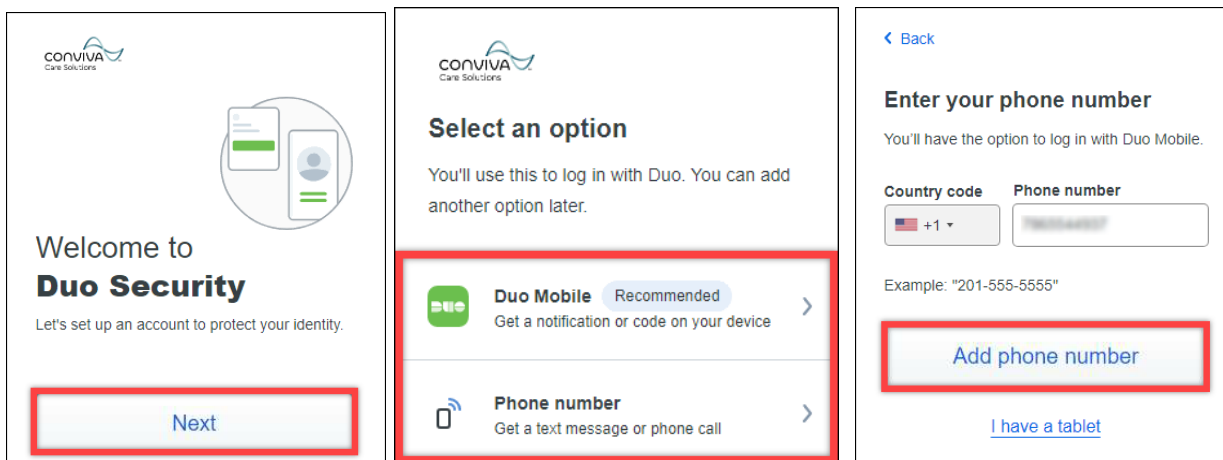 conviva
Care Solutions
Welcome to
Duo Security
Let's set up an account to protect your identity.
Next
conviva
Care Solutions
Select an option
You'll use this to log in with Duo. You can add
another option later.
Duo Mobile Recommended
Get a notification or code on your device
Phone number
Get a text message or phone call
Back
Enter your phone number
You'll have the option to log in with Duo Mobile.
Country code Phone number
+1
Example: "201-555-5555"
Add phone number
I have a tablet